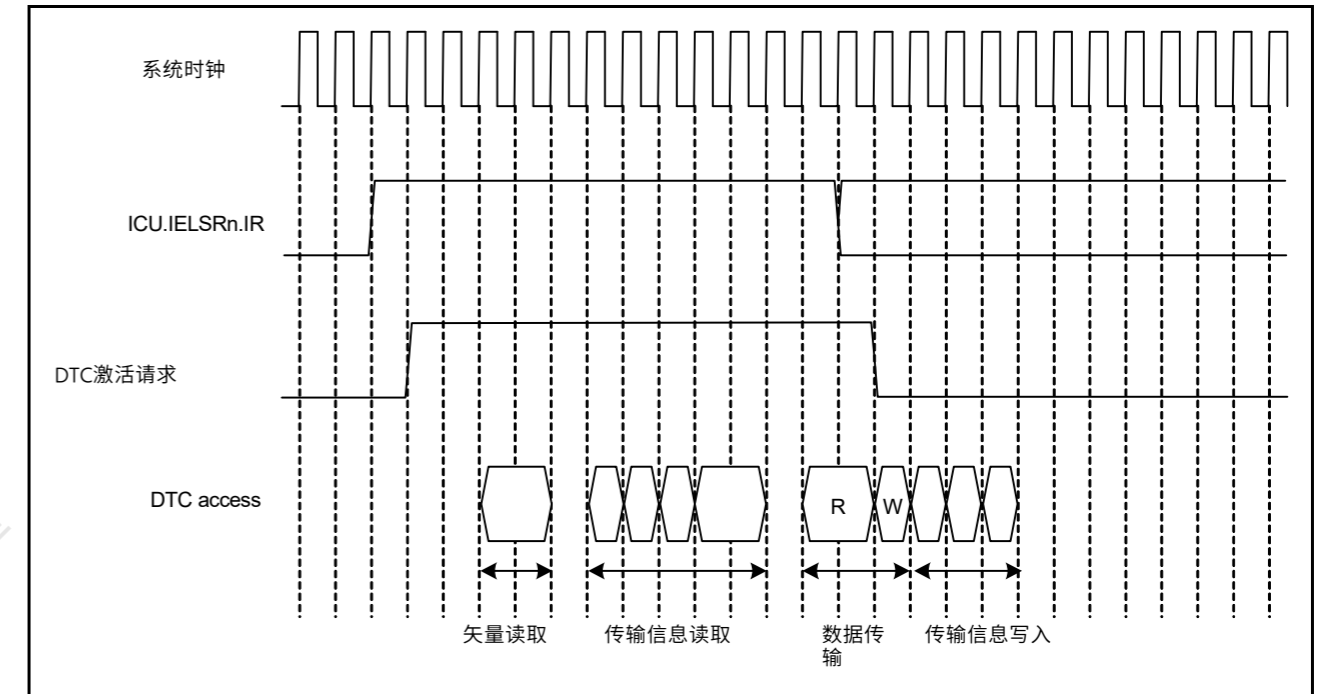 系统时钟
ICU.IELSRn.IR
DTC激活请求
DTC access
R
W
矢量读取
传输信息读取
数据传
输
传输信息写入